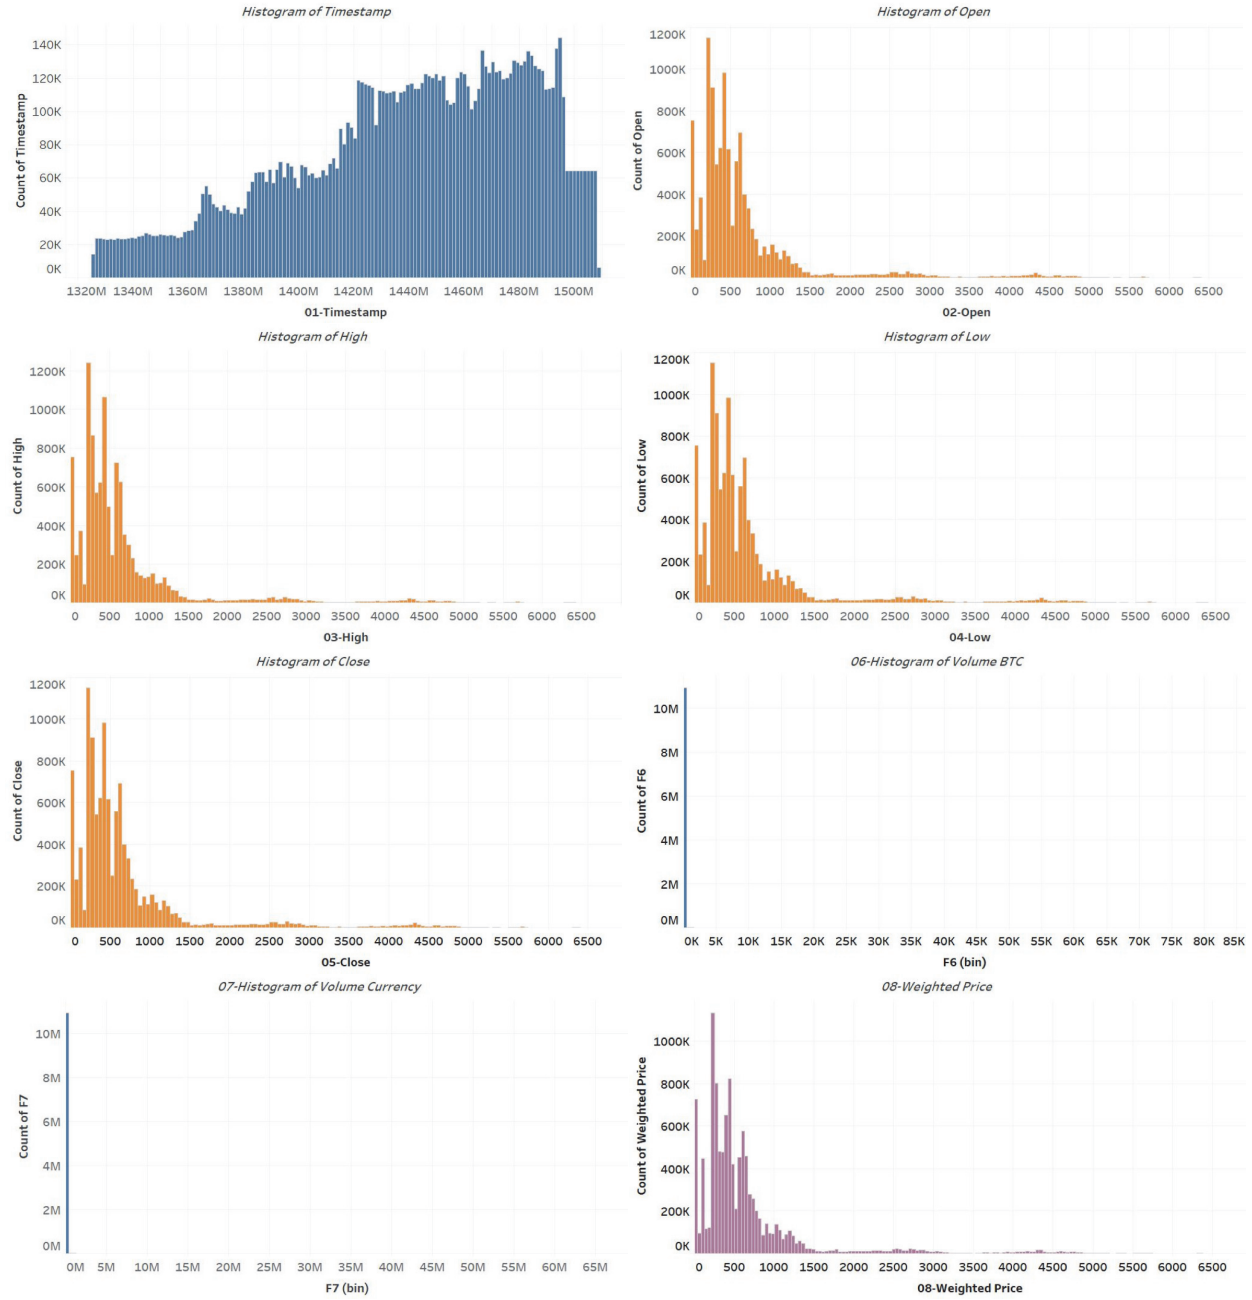 Histogram of Timestamp
140K
120K
100K
80K
60K
40K
20K
0K
Count of Timestamp
1320M 1340M 1360M 1380M 1400M 1420M 1440M 1460M 1480M 1500M
01-Timestamp
Histogram of Open
1200K
1000K
800K
600K
400K
200K
0K
Count of Open
0 500 1000 1500 2000 2500 3000 3500 4000 4500 5000 5500 6000 6500
02-Open
Histogram of High
1200K
1000K
800K
600K
400K
200K
0K
Count of High
0 500 1000 1500 2000 2500 3000 3500 4000 4500 5000 5500 6000 6500
03-High
Histogram of Low
1200K
1000K
800K
600K
400K
200K
0K
Count of Low
0 500 1000 1500 2000 2500 3000 3500 4000 4500 5000 5500 6000 6500
04-Low
Histogram of Close
1200K
1000K
800K
600K
400K
200K
0K
Count of Close
0 500 1000 1500 2000 2500 3000 3500 4000 4500 5000 5500 6000 6500
05-Close
06-Histogram of Volume BTC
10M
8M
6M
4M
2M
0M
Count of F6
0K 5K 10K 15K 20K 25K 30K 35K 40K 45K 50K 55K 60K 65K 70K 75K 80K 85K
F6 (bin)
07-Histogram of Volume Currency
10M
8M
6M
4M
2M
0M
Count of F7
0M 5M 10M 15M 20M 25M 30M 35M 40M 45M 50M 55M 60M 65M
F7 (bin)
08-Weighted Price
1000K
800K
600K
400K
200K
0K
Count of Weighted Price
0 500 1000 1500 2000 2500 3000 3500 4000 4500 5000 5500 6000 6500
08-Weighted Price